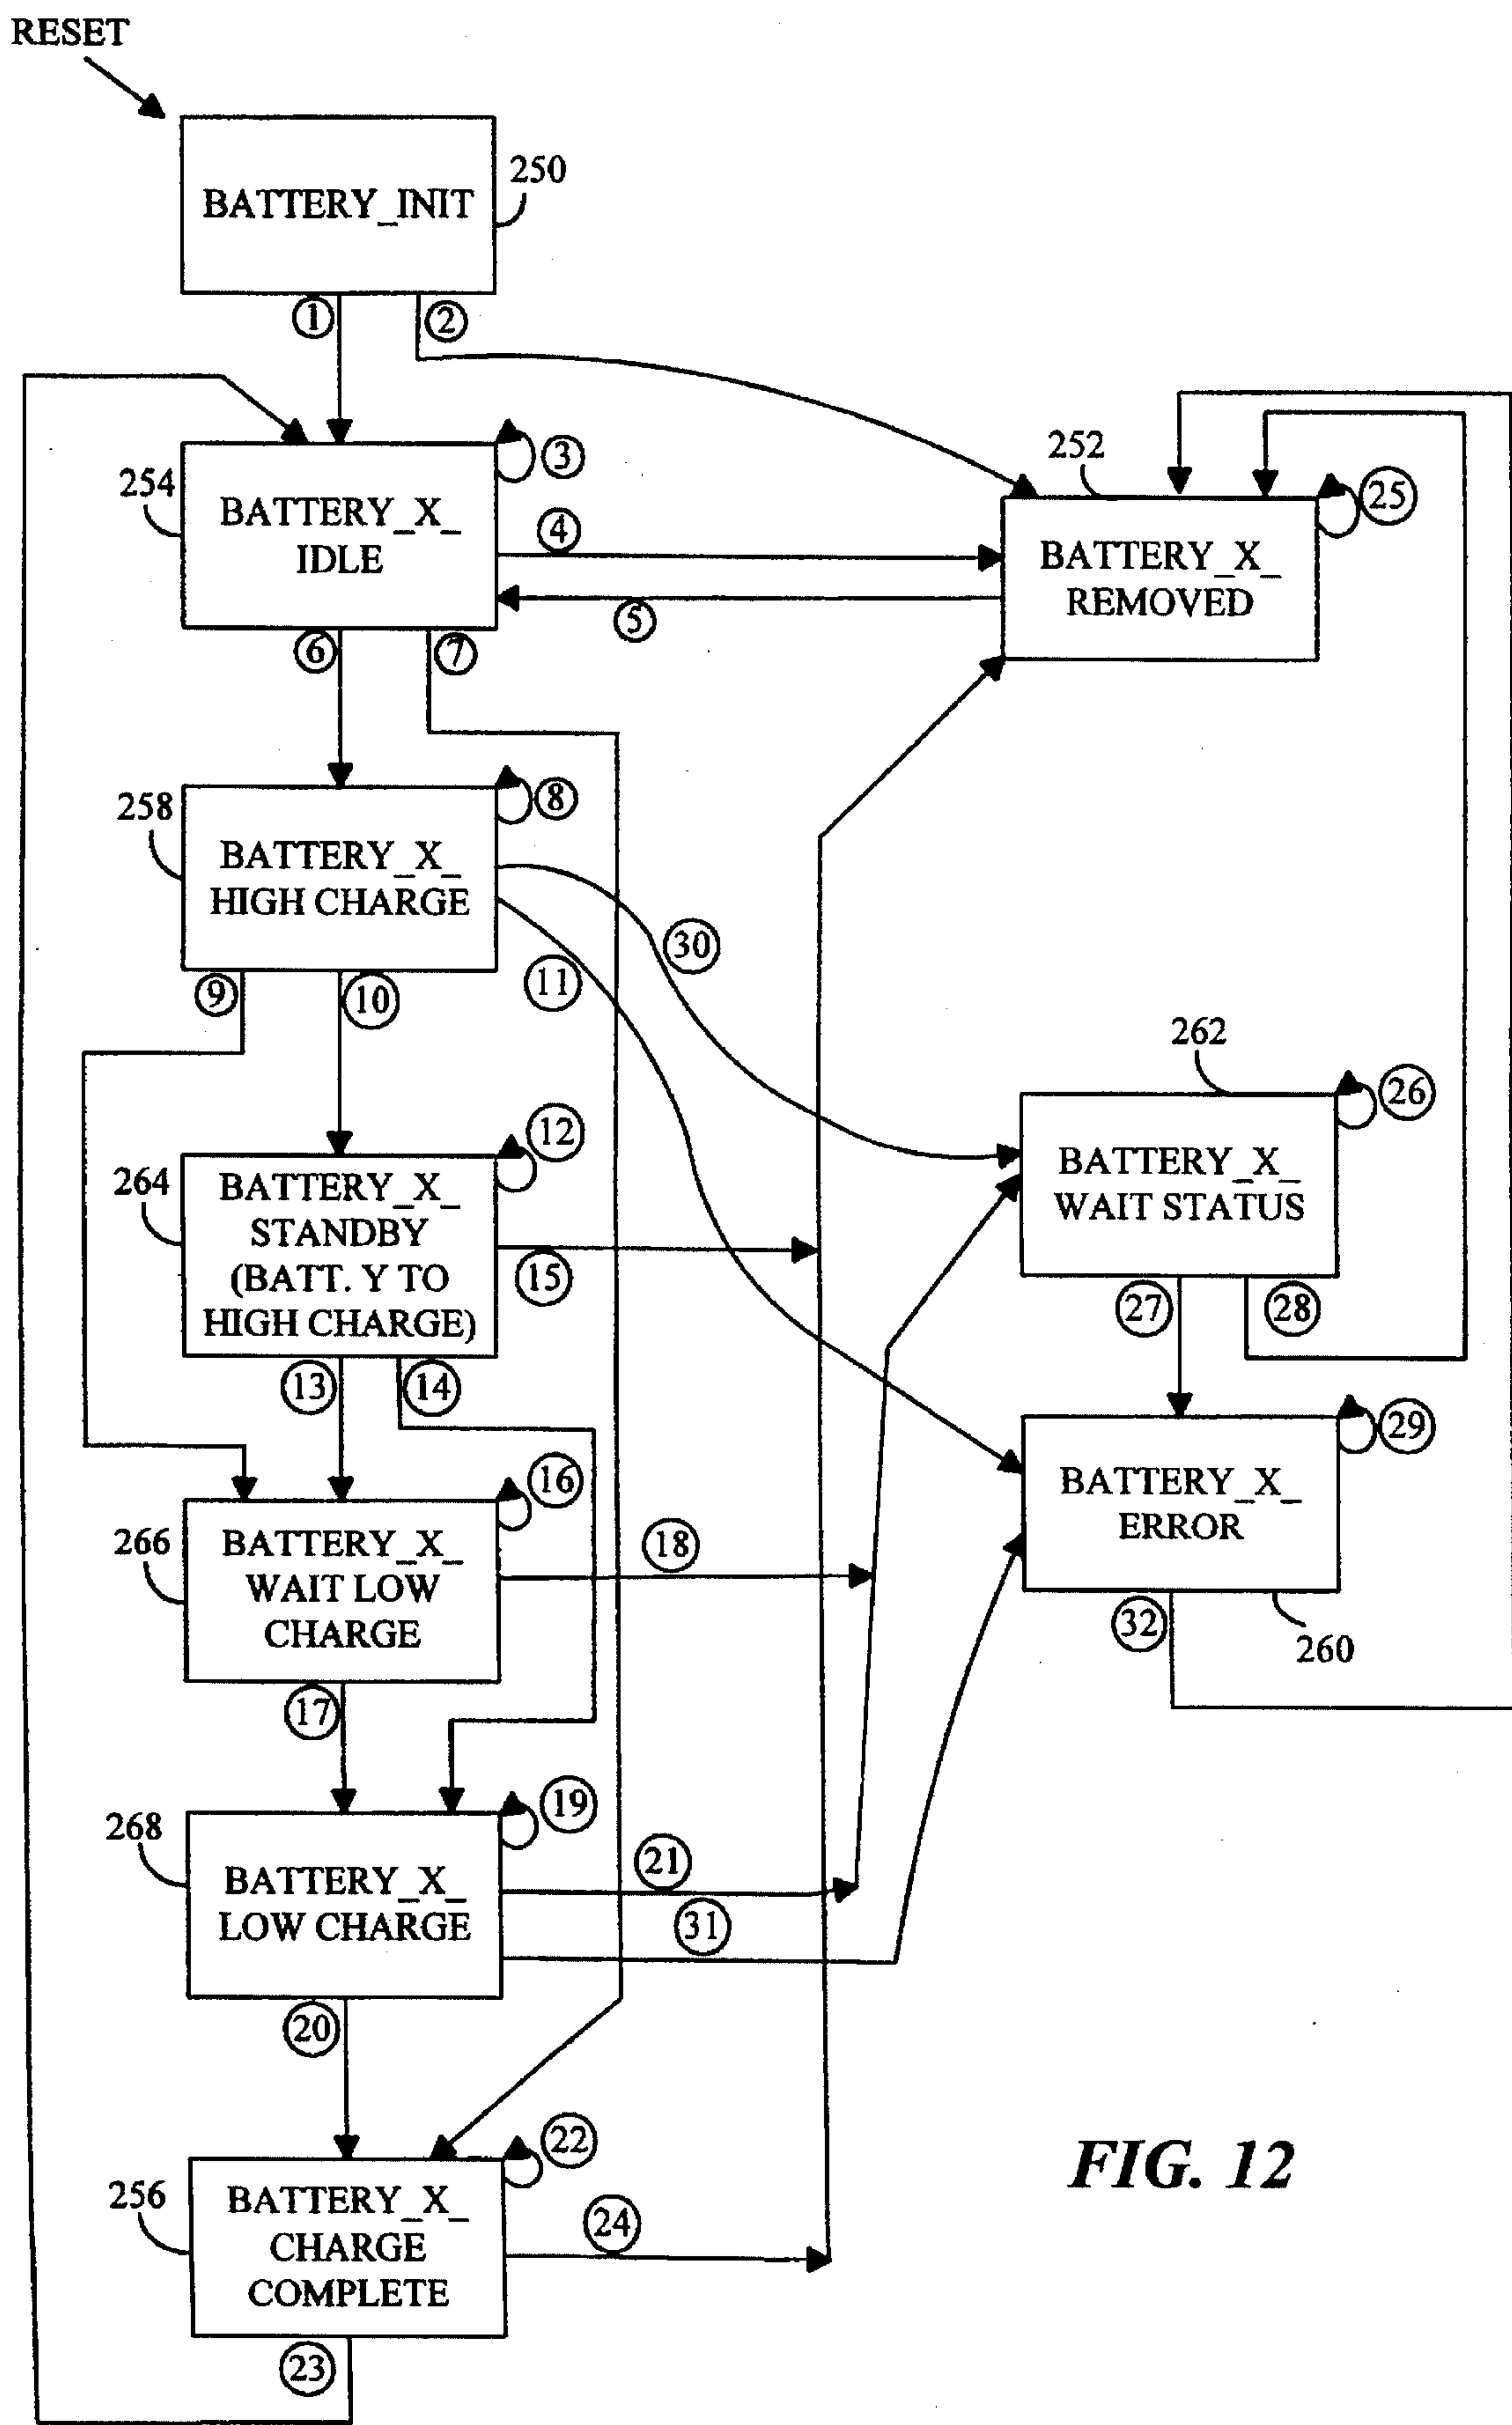 RESET
BATTERY_INIT
250
1
2
254
BATTERY_X_
IDLE
3
4
5
252
BATTERY_X_
REMOVED
25
6
7
258
BATTERY_X_
HIGH CHARGE
8
30
11
9
10
262
BATTERY_X_
WAIT STATUS
26
264
BATTERY_X_
STANDBY
(BATT. Y TO
HIGH CHARGE)
12
15
27
28
13
14
266
BATTERY_X_
WAIT LOW
CHARGE
16
18
BATTERY_X_
ERROR
29
32
260
17
268
BATTERY_X_
LOW CHARGE
19
21
31
20
256
BATTERY_X_
CHARGE
COMPLETE
22
24
23
FIG. 12